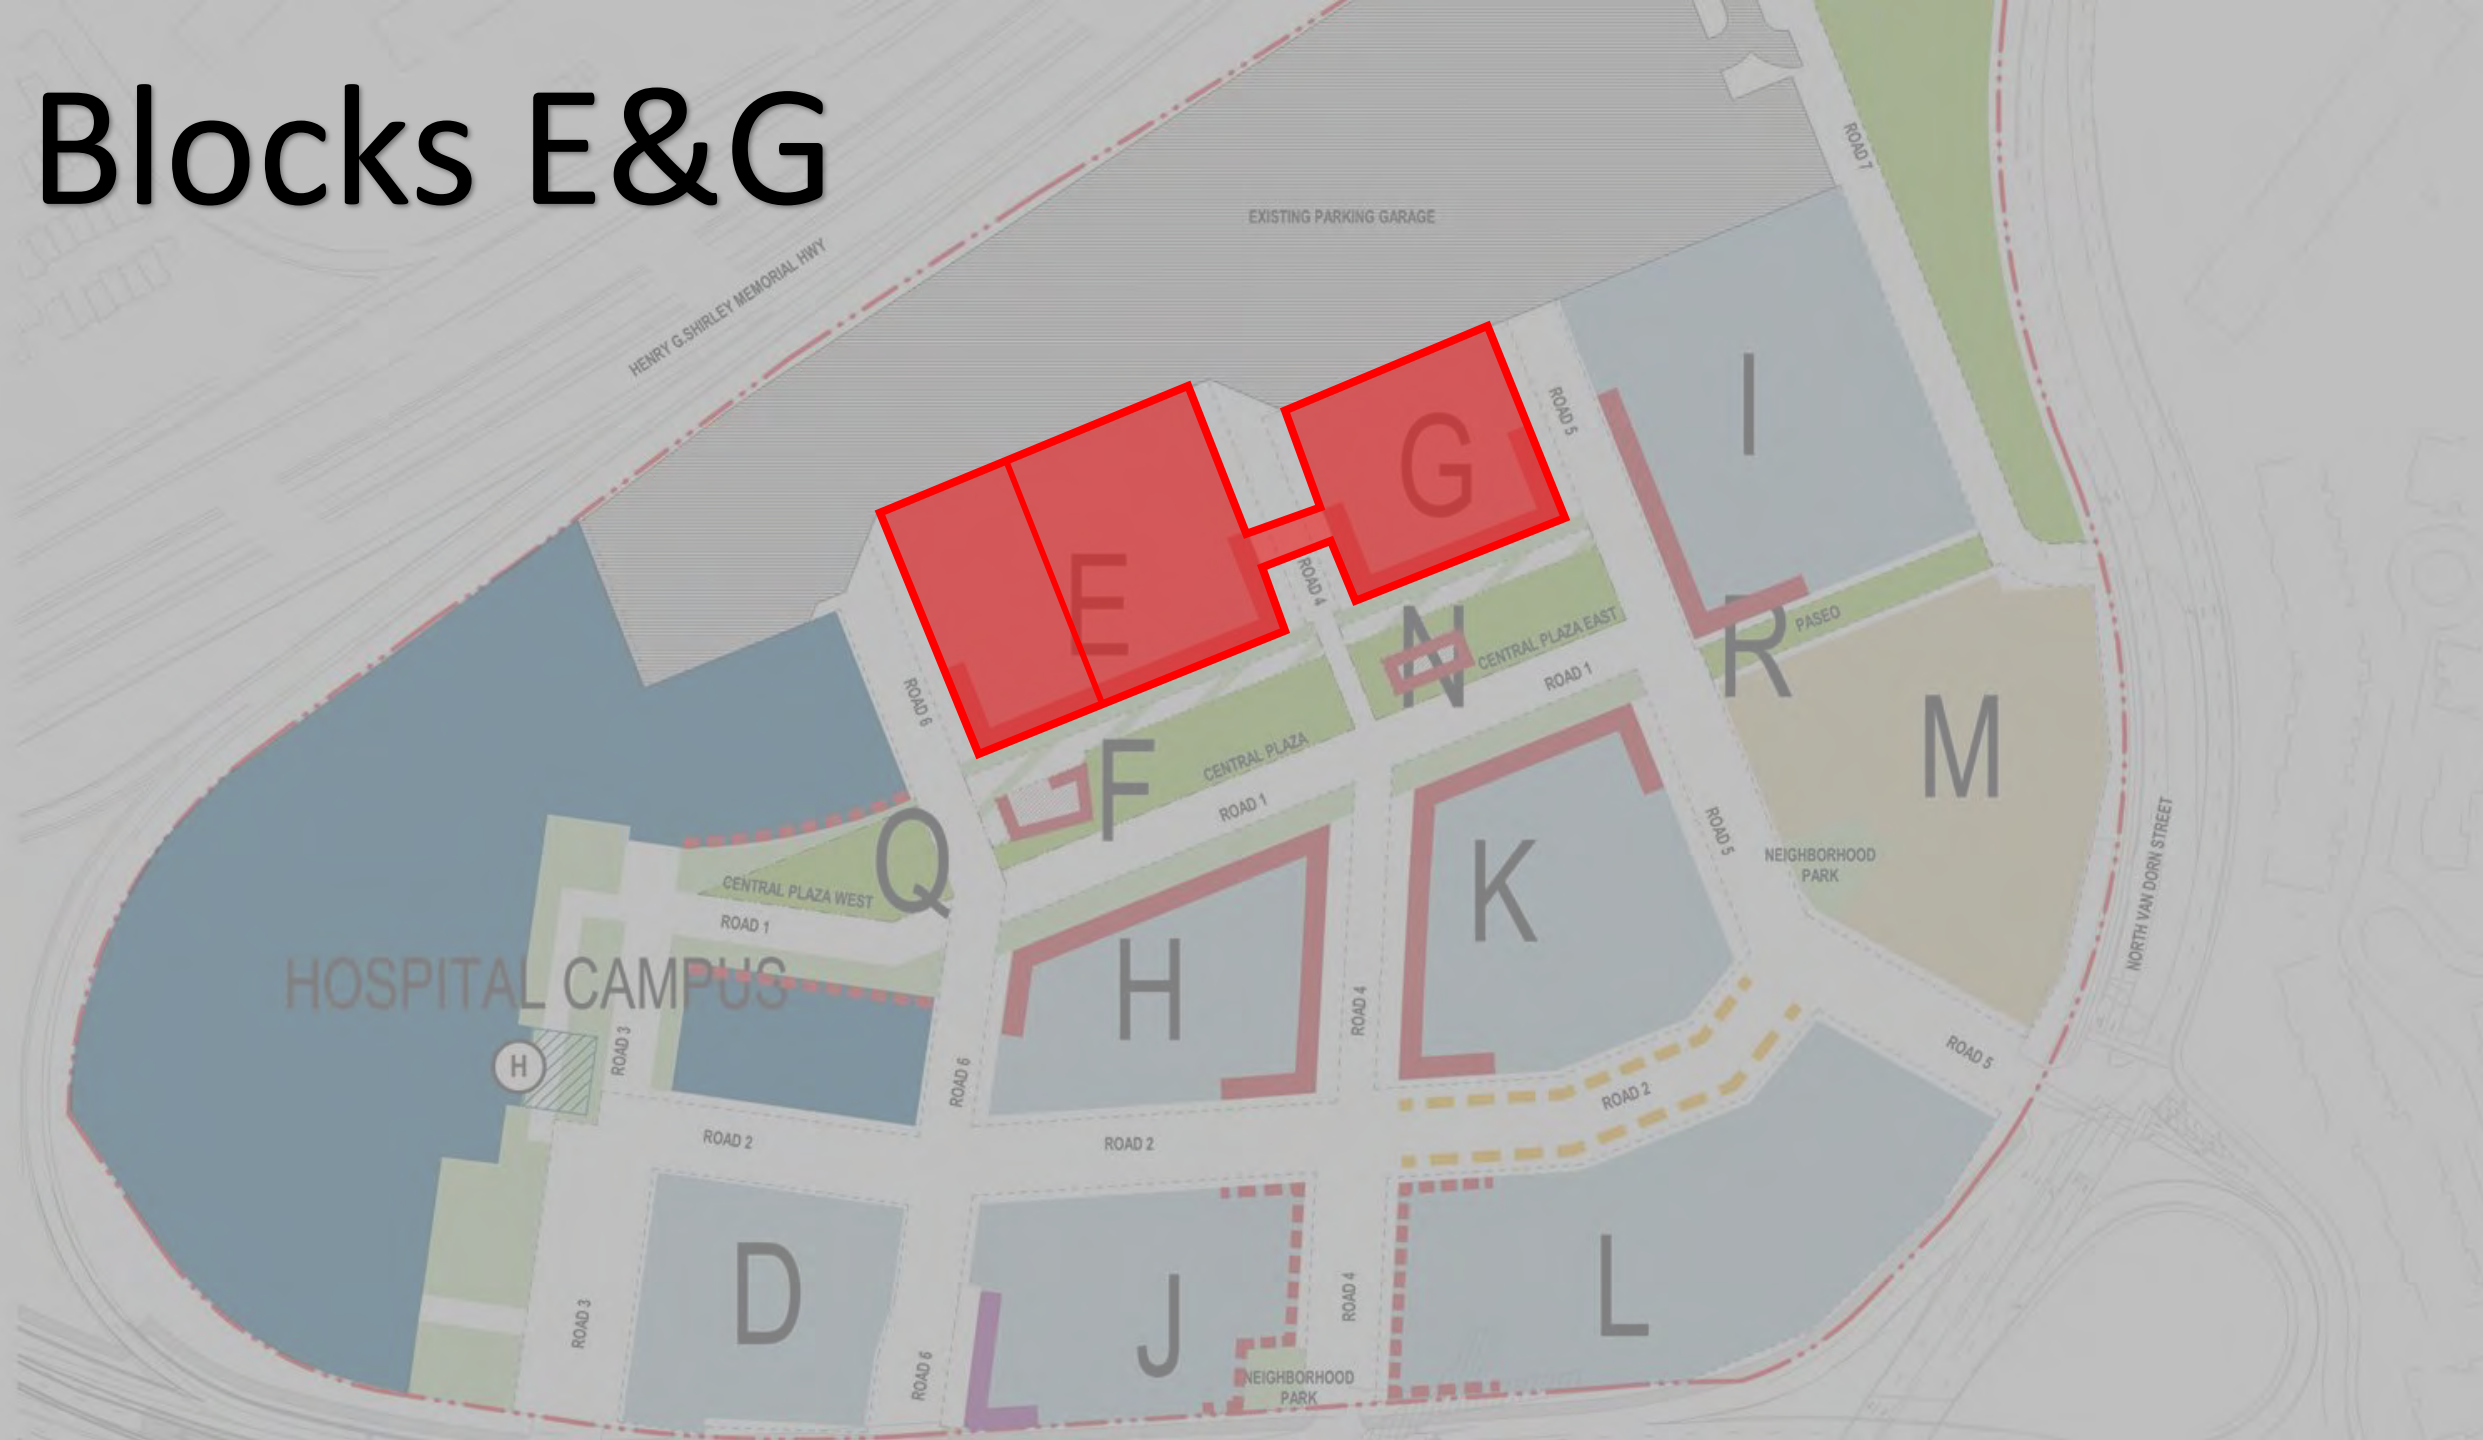 Blocks E&G
ROAD 7
EXISTING PARKING GARAGE
HENRY G.SHIRLEY MEMORIAL HWY
I
ROAD 5
G
E
ROAD 4
N
CENTRAL PLAZA EAST
R
PASEO
ROAD 1
ROAD 6
M
F
CENTRAL PLAZA
ROAD 1
Q
CENTRAL PLAZA WEST
ROAD 1
K
ROAD 5
NEIGHBORHOOD
PARK
NORTH VAN DORN STREET
HOSPITAL CAMPUS
H
ROAD 4
H
ROAD 3
ROAD 6
ROAD 5
ROAD 2
ROAD 2
ROAD 2
D
J
L
ROAD 3
ROAD 4
ROAD 6
NEIGHBORHOOD
PARK